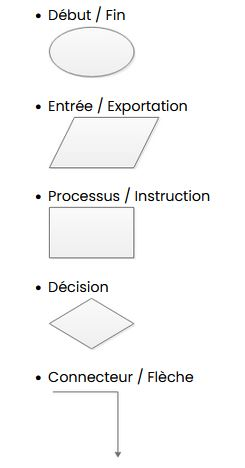 • Début / Fin
• Entrée / Exportation
• Processus / Instruction
• Décision
• Connecteur / Flèche